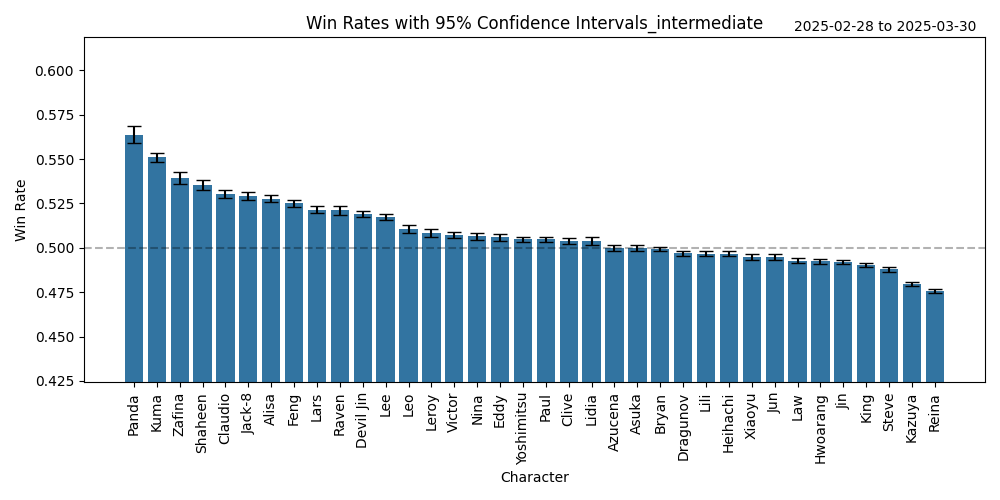 Win Rates with 95% Confidence Intervals_intermediate
2025-02-28 to 2025-03-30
Win Rate
0.600
0.575
0.550
0.525
0.500
0.475
0.450
0.425
Panda
Kuma
Zafina
Shaheen
Claudio
Jack-8
Alisa
Feng
Lars
Raven
Devil Jin
Lee
Leo
Leroy
Victor
Nina
Eddy
Yoshimitsu
Paul
Clive
Lidia
Azucena
Asuka
Bryan
Dragunov
Lili
Heihachi
Xiaoyu
Jun
Law
Hwoarang
Jin
King
Steve
Kazuya
Reina
Character